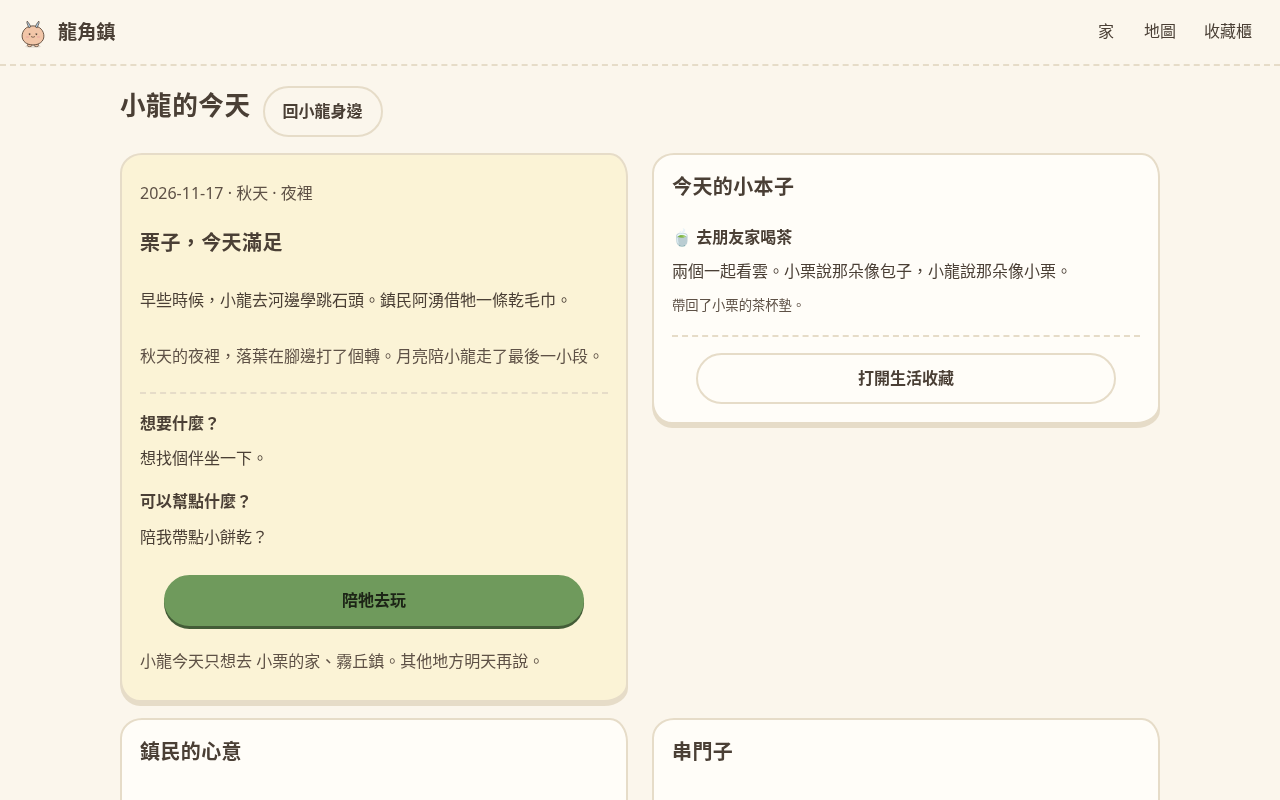 龍角鎮
家
地圖
收藏櫃
小龍的今天
回小龍身邊
2026-11-17 · 秋天 · 夜裡
栗子，今天滿足
早些時候，小龍去河邊學跳石頭。鎮民阿湧借牠一條乾毛巾。
秋天的夜裡，落葉在腳邊打了個轉。月亮陪小龍走了最後一小段。
想要什麼？
想找個伴坐一下。
可以幫點什麼？
陪我帶點小餅乾？
陪牠去玩
小龍今天只想去 小栗的家、霧丘鎮。其他地方明天再說。
今天的小本子
🍵 去朋友家喝茶
兩個一起看雲。小栗說那朵像包子，小龍說那朵像小栗。
帶回了小栗的茶杯墊。
打開生活收藏
鎮民的心意
串門子